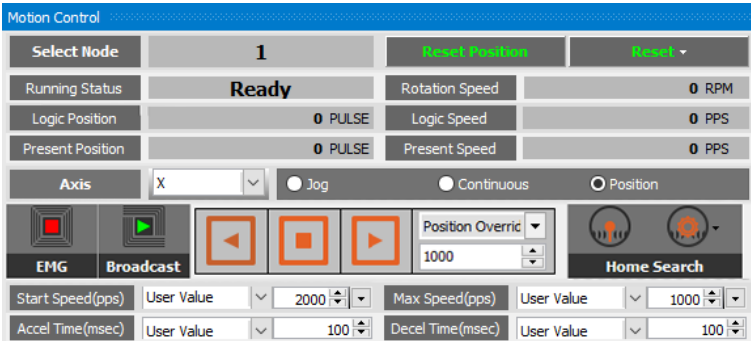 Motion Control
Select Node 1 Reset Position Reset
Running Status Ready Rotation Speed 0 RPM
Logic Position 0 PULSE Logic Speed 0 PPS
Present Position 0 PULSE Present Speed 0 PPS
Axis X Jog Continuous Position
Position Overric
1000
EMG Broadcast Home Search
Start Speed(pps) User Value 2000 Max Speed(pps) User Value 1000
Accel Time(msec) User Value 100 Decel Time(msec) User Value 100